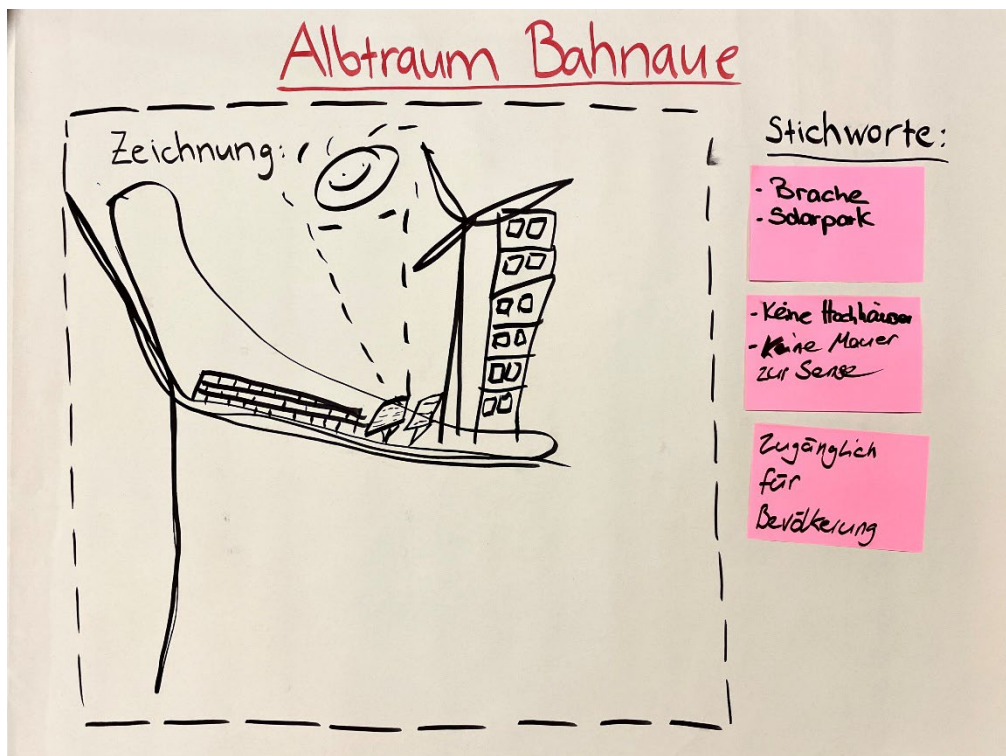 Albtraum Bahnaue
Zeichnung:
Stichworte:
- Brache
- Solarpark
- Keine Hochhäuser
- Keine Mauer
zur Sense
Zugänglich
für
Bevölkerung